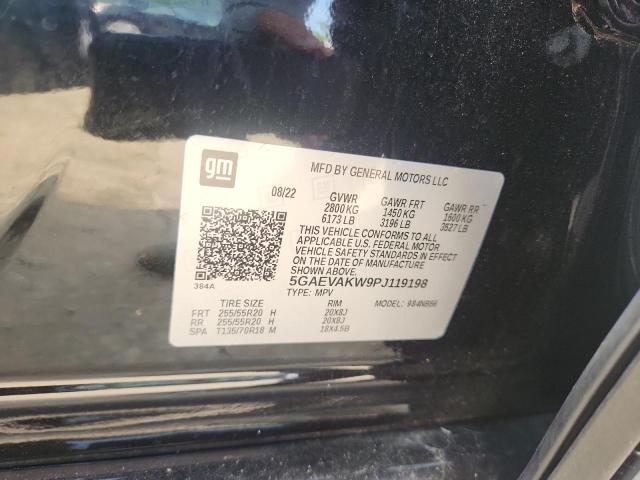 gm
MFD BY GENERAL MOTORS LLC
08/22
GVWR GAWR FRT GAWR RR
2800 KG 1450 KG 1600 KG
6173 LB 3196 LB 3527 LB
THIS VEHICLE CONFORMS TO ALL
APPLICABLE U.S. FEDERAL MOTOR
VEHICLE SAFETY STANDARDS IN EFFECT
ON THE DATE OF MANUFACTURE
SHOWN ABOVE.
384A
5GAEVAKW9PJ119198
TYPE: MPV MODEL:
TIRE SIZE RIM
FRT 255/55R20 H 20X8J
RR 255/55R20 H 20X8J
SPA T135/70R18 M 18X4.5B